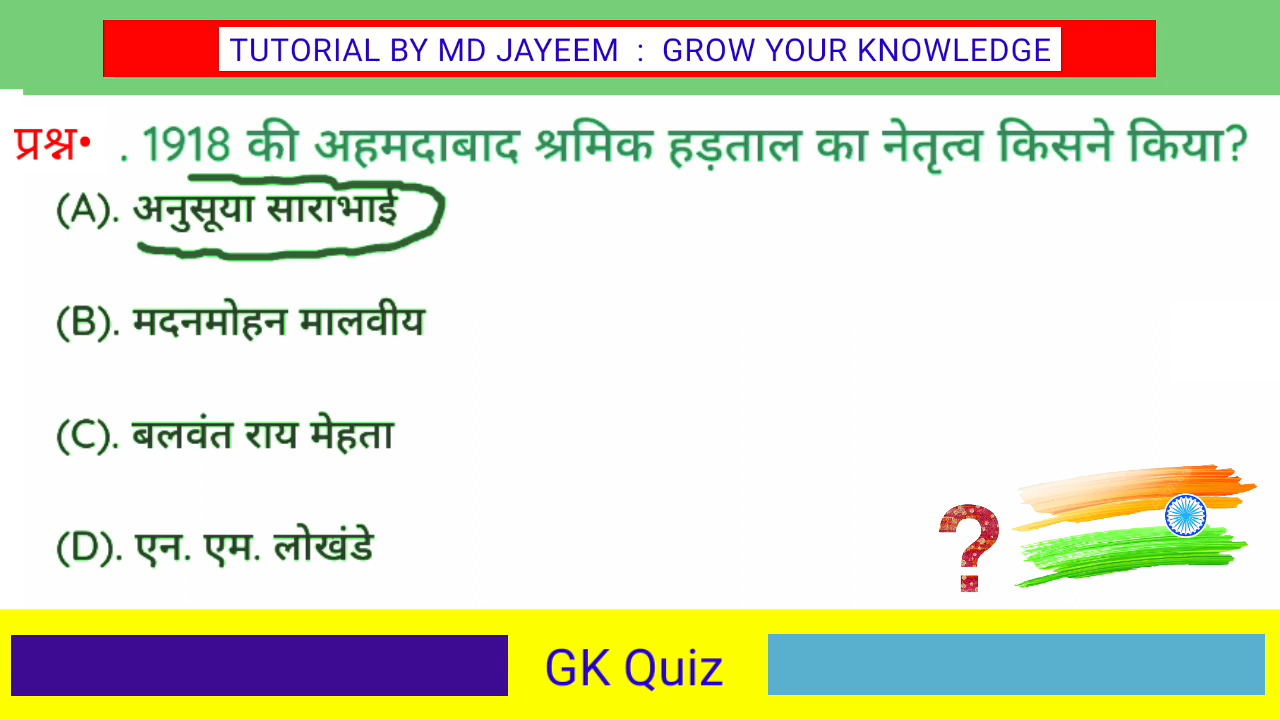 TUTORIAL BY MD JAYEEM : GROW YOUR KNOWLEDGE
प्रश्न• . 1918 की अहमदाबाद श्रमिक हड़ताल का नेतृत्व किसने किया?
(A). अनुसूया साराभाई
(B). मदनमोहन मालवीय
(C). बलवंत राय मेहता
(D). एन. एम. लोखंडे
?
GK Quiz